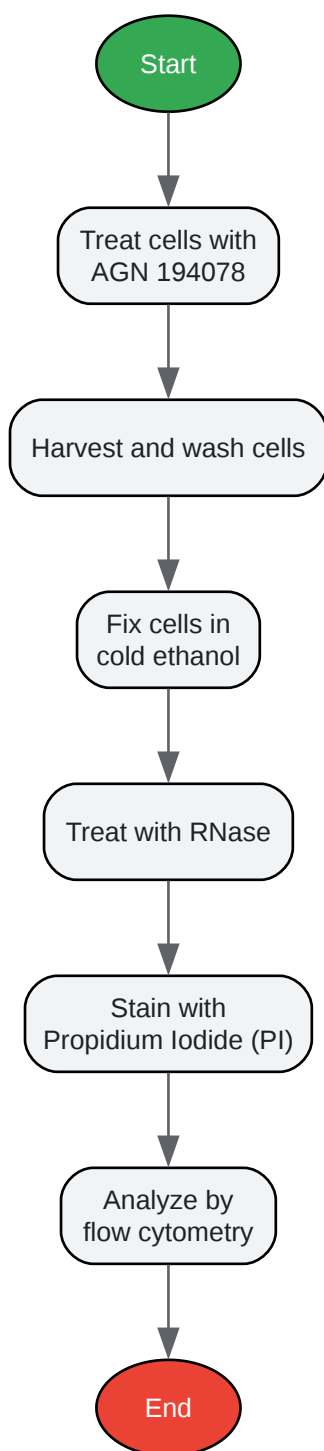 Start
Treat cells with
AGN 194078
Harvest and wash cells
Fix cells in
cold ethanol
Treat with RNase
Stain with
Propidium Iodide (PI)
Analyze by
flow cytometry
End